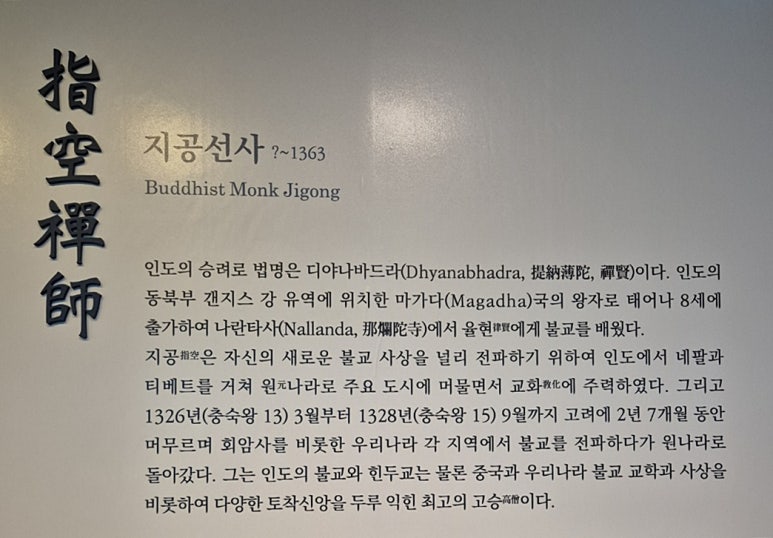 指空禪師
지공선사 ?~1363
Buddhist Monk Jigong
인도의 승려로 법명은 디야나바드라(Dhyanabhadra, 提納薄陀, 禪賢)이다. 인도의
동북부 갠지스 강 유역에 위치한 마가다(Magadha)국의 왕자로 태어나 8세에
출가하여 나란타사(Nallanda, 那爛陀寺)에서 율현律賢에게 불교를 배웠다.
지공指空은 자신의 새로운 불교 사상을 널리 전파하기 위하여 인도에서 네팔과
티베트를 거쳐 원元나라로 주요 도시에 머물면서 교화敎化에 주력하였다. 그리고
1326년(충숙왕 13) 3월부터 1328년(충숙왕 15) 9월까지 고려에 2년 7개월 동안
머무르며 회암사를 비롯한 우리나라 각 지역에서 불교를 전파하다가 원나라로
돌아갔다. 그는 인도의 불교와 힌두교는 물론 중국과 우리나라 불교 교학과 사상을
비롯하여 다양한 토착신앙을 두루 익힌 최고의 고승高僧이다.